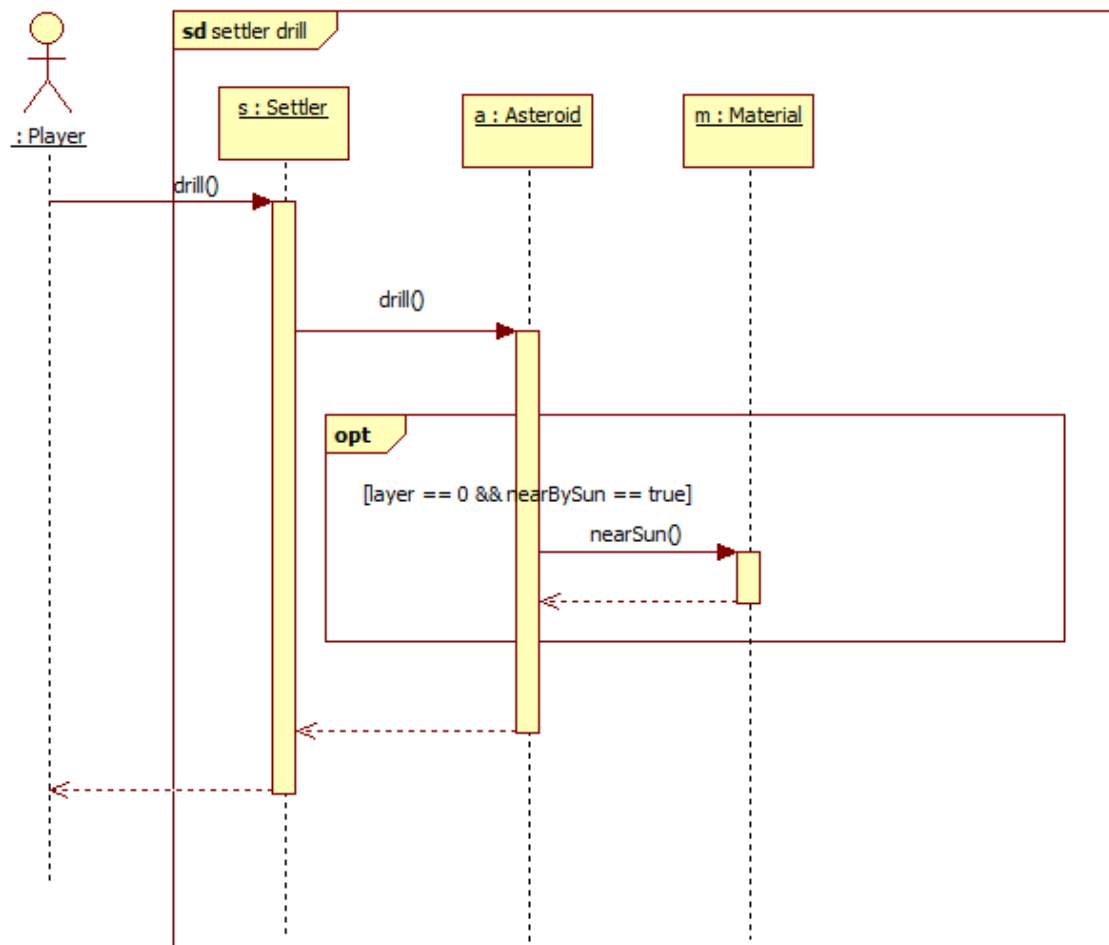 sd settler drill
: Player
s : Settler
a : Asteroid
m : Material
drill()
drill()
opt
[layer == 0 && nearBySun == true]
nearSun()